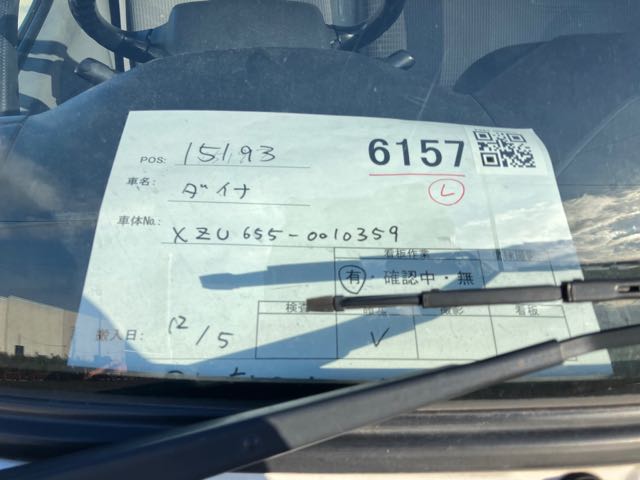 POS: 15193
6157
車名: ダイナ
L
車体No.: XZU655-0010359
看板作業
有・確認中・無
検査 撮影 看板
搬入日: 12/5
V